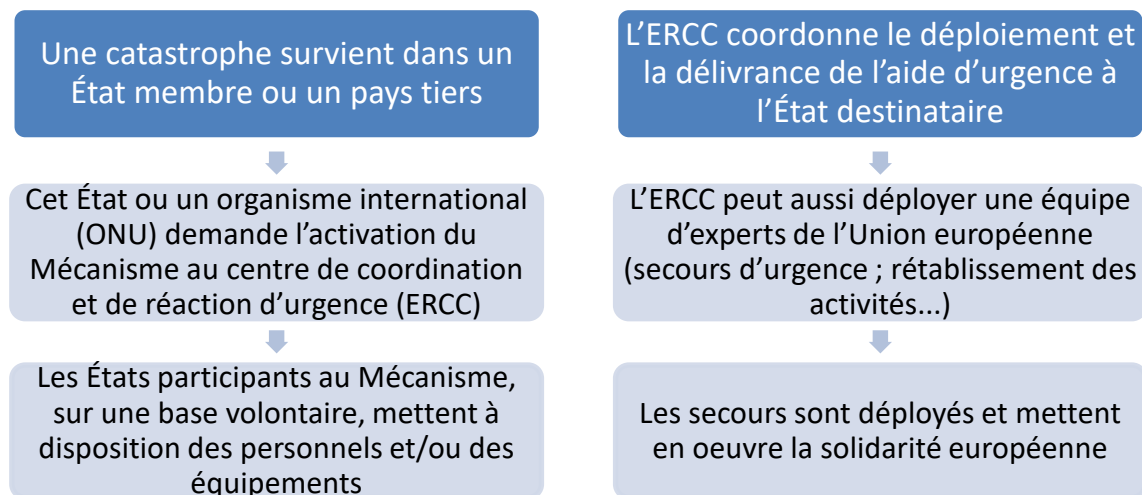 Une catastrophe survient dans un
État membre ou un pays tiers
Cet État ou un organisme international
(ONU) demande l’activation du
Mécanisme au centre de coordination
et de réaction d’urgence (ERCC)
Les États participants au Mécanisme,
sur une base volontaire, mettent à
disposition des personnels et/ou des
équipements
L’ERCC coordonne le déploiement et
la délivrance de l’aide d’urgence à
l’État destinataire
L’ERCC peut aussi déployer une équipe
d’experts de l’Union européenne
(secours d’urgence ; rétablissement des
activités...)
Les secours sont déployés et mettent
en oeuvre la solidarité européenne